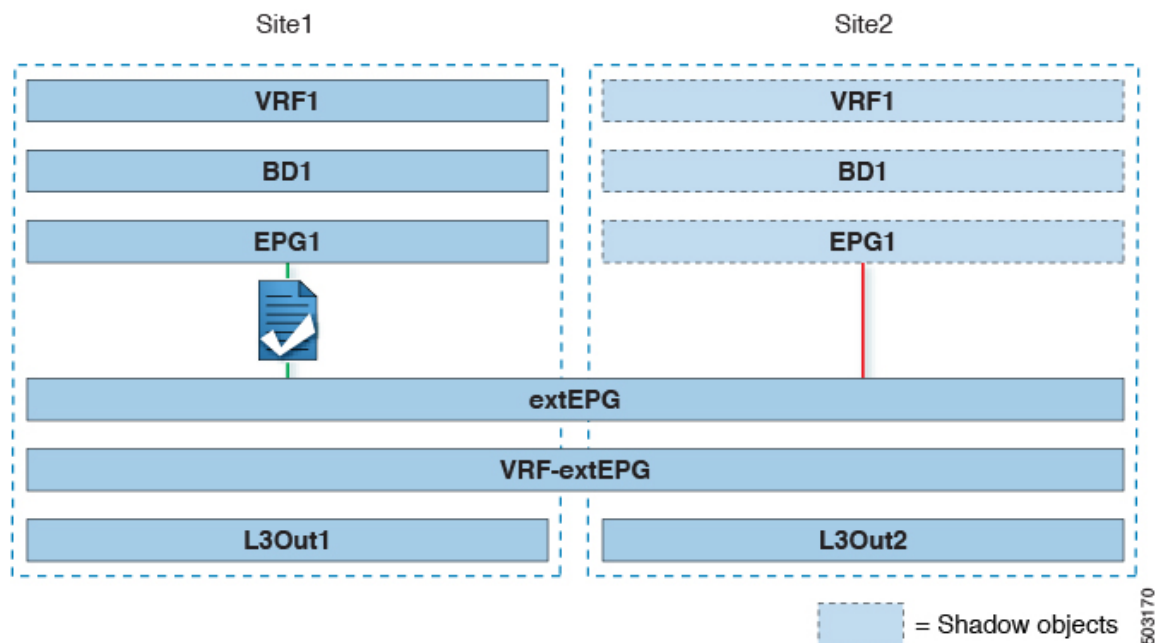 Site1
Site2
VRF1
VRF1
BD1
BD1
EPG1
EPG1
extEPG
VRF-extEPG
L3Out1
L3Out2
= Shadow objects
503170